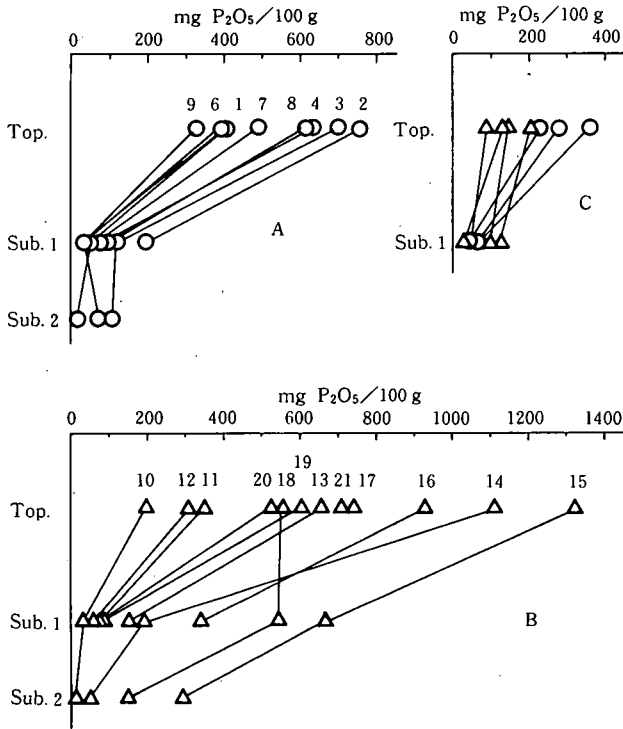 mg P₂O₅/100 g
0 200 400 600 800
9 6 1 7 8 4 3 2
Top.
Sub. 1
Sub. 2
A
mg P₂O₅/100 g
0 200 400
Top.
Sub. 1
C
mg P₂O₅/100 g
0 200 400 600 800 1000 1200 1400
19
10 12 11 20 18 13 21 17 16 14 15
Top.
Sub. 1
Sub. 2
B